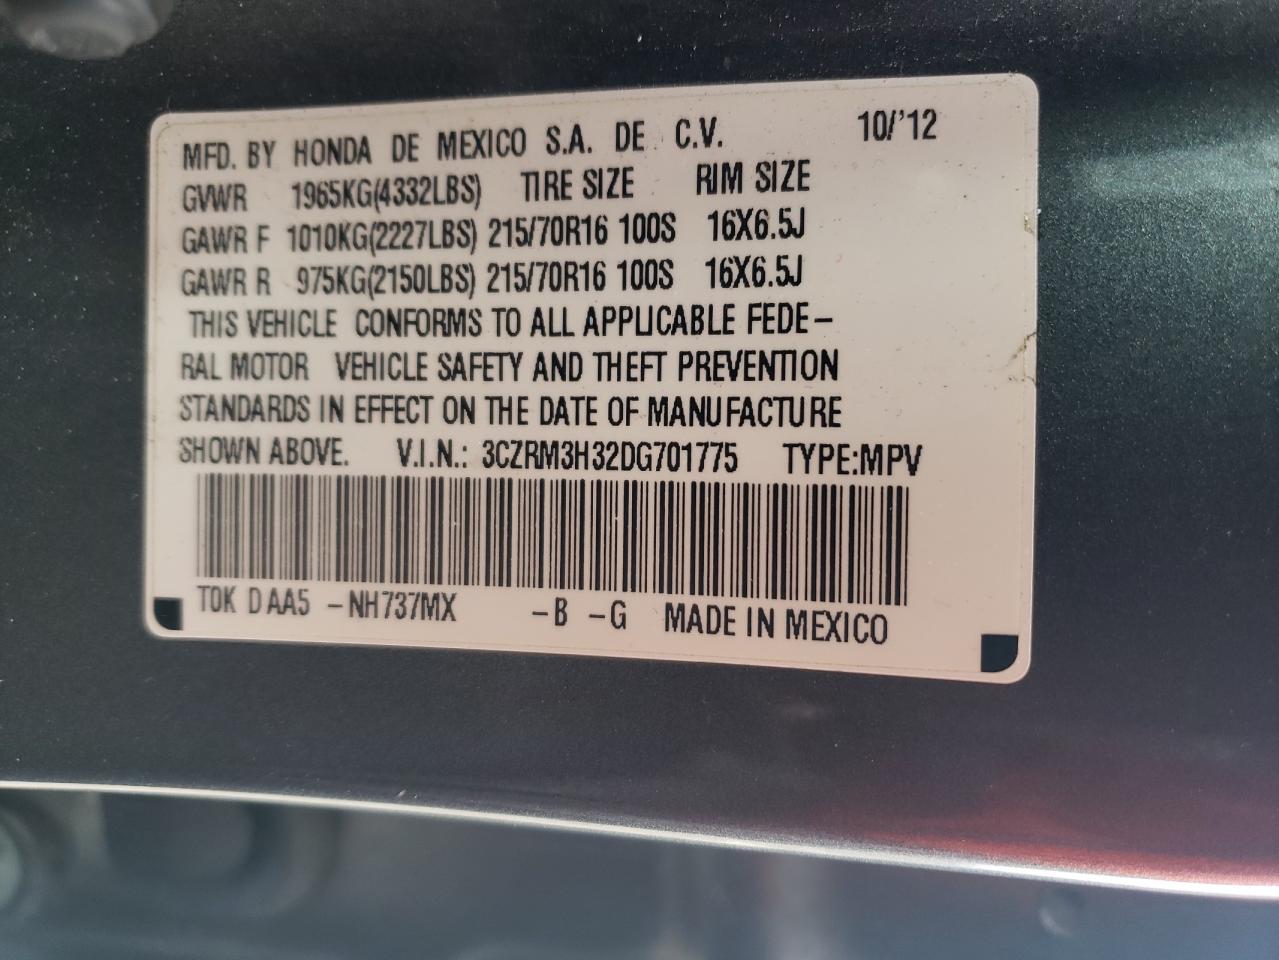 MFD. BY HONDA DE MEXICO S.A. DE C.V. 10/'12
GVWR 1965KG(4332LBS) TIRE SIZE RIM SIZE
GAWR F 1010KG(2227LBS) 215/70R16 100S 16X6.5J
GAWR R 975KG(2150LBS) 215/70R16 100S 16X6.5J
THIS VEHICLE CONFORMS TO ALL APPLICABLE FEDE-
RAL MOTOR VEHICLE SAFETY AND THEFT PREVENTION
STANDARDS IN EFFECT ON THE DATE OF MANUFACTURE
SHOWN ABOVE. V.I.N.: 3CZRM3H32DG701775 TYPE:MPV
T0K D AA5 -NH737MX -B -G MADE IN MEXICO